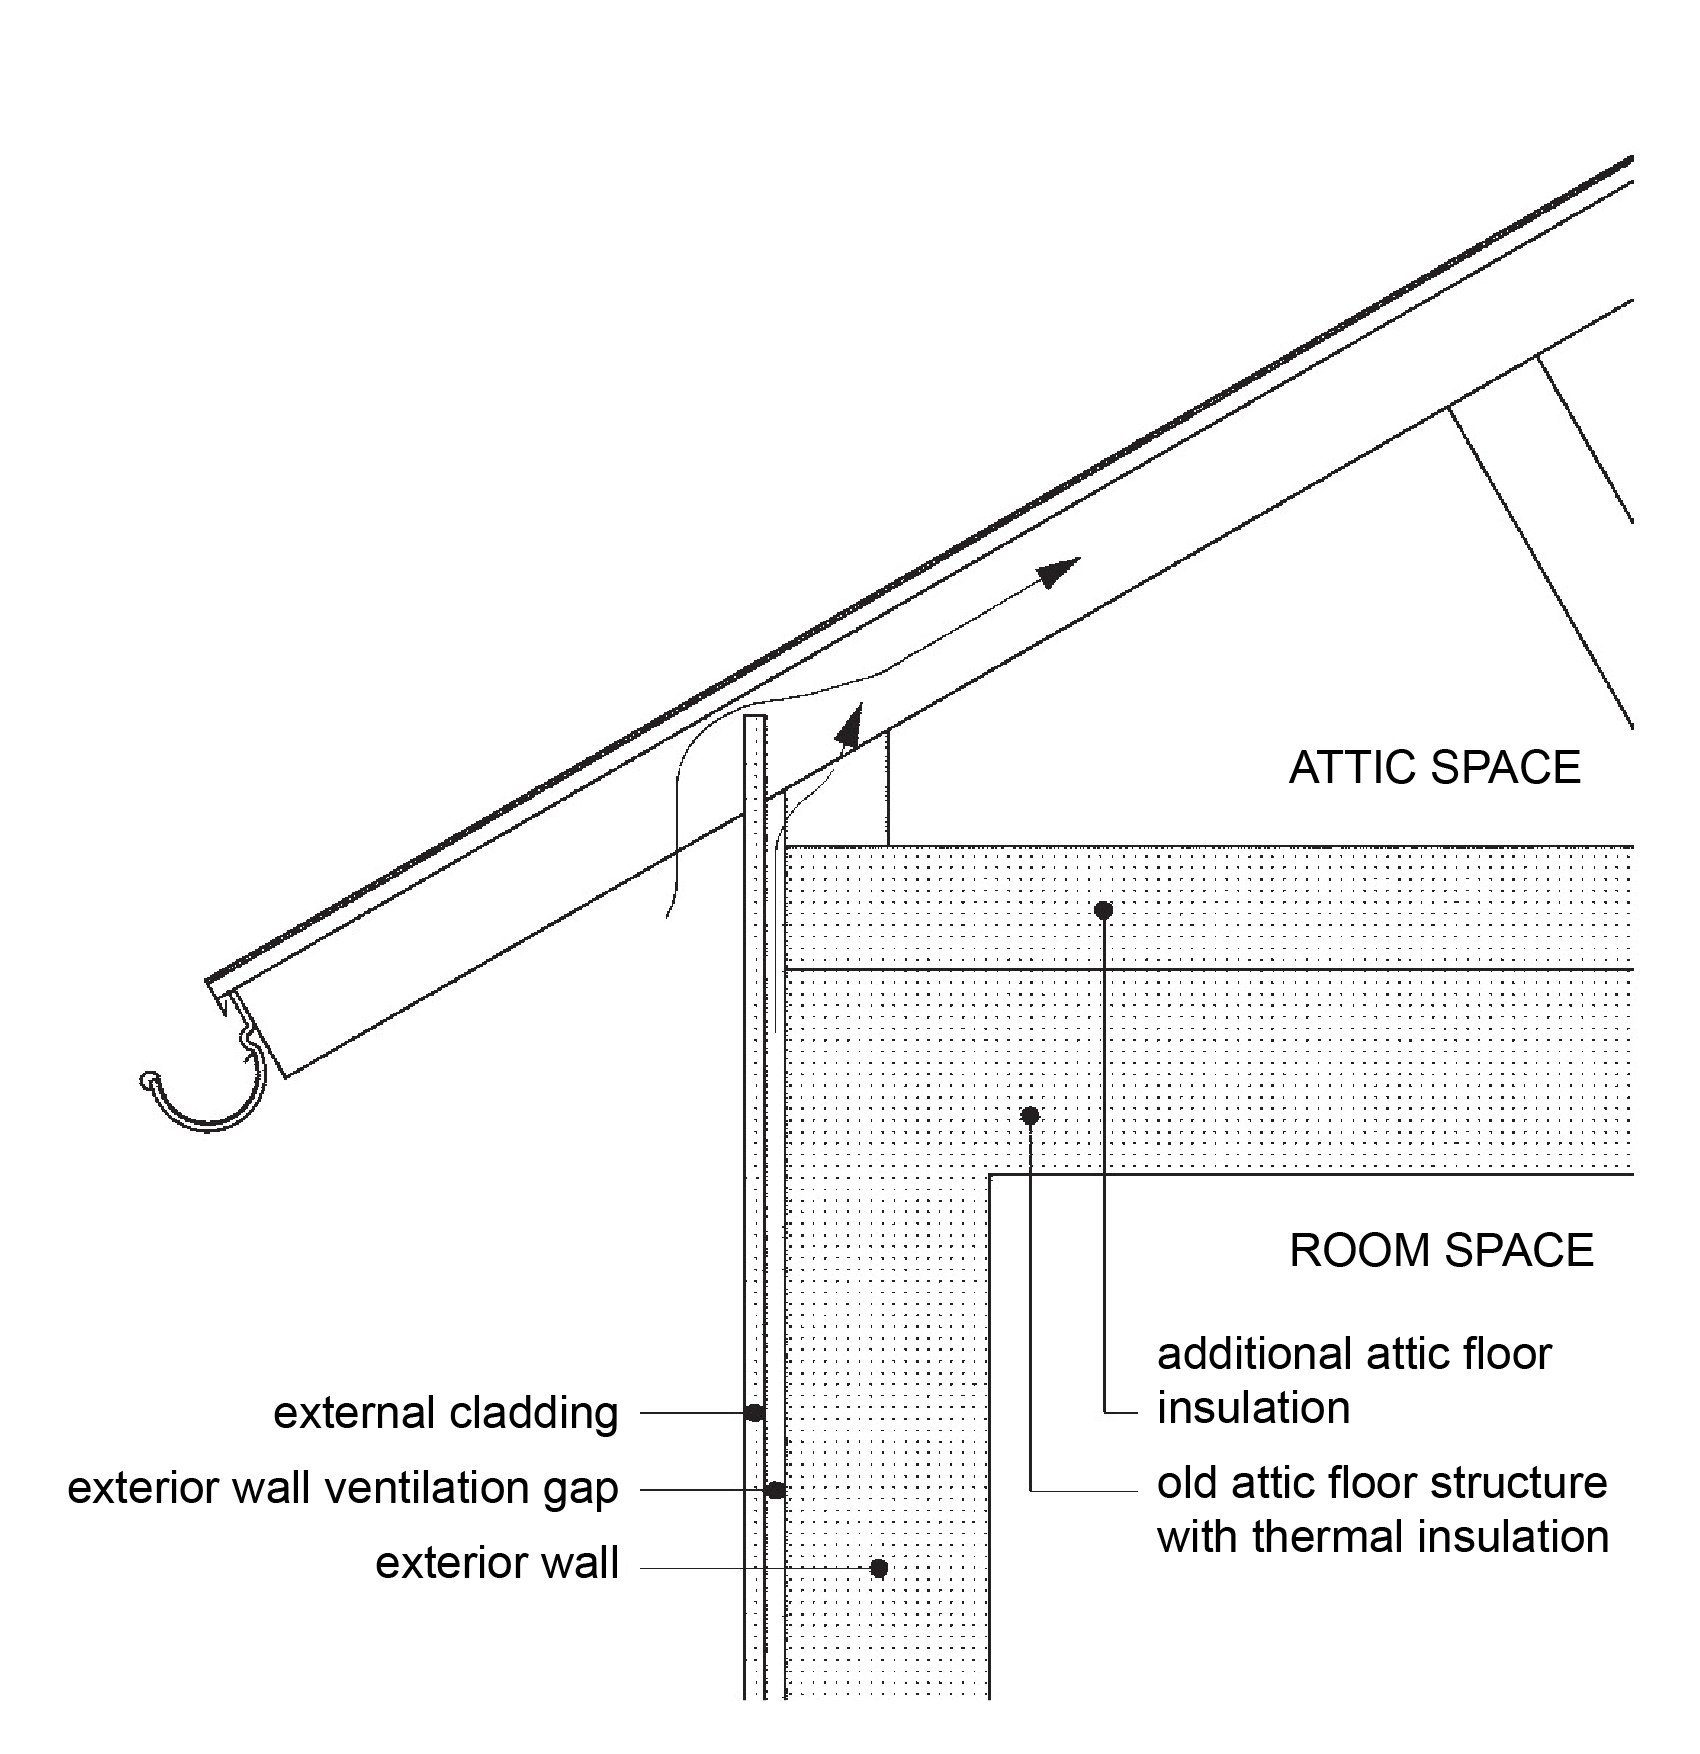 ATTIC SPACE
ROOM SPACE
additional attic floor
insulation
external cladding
old attic floor structure
with thermal insulation
exterior wall ventilation gap
exterior wall